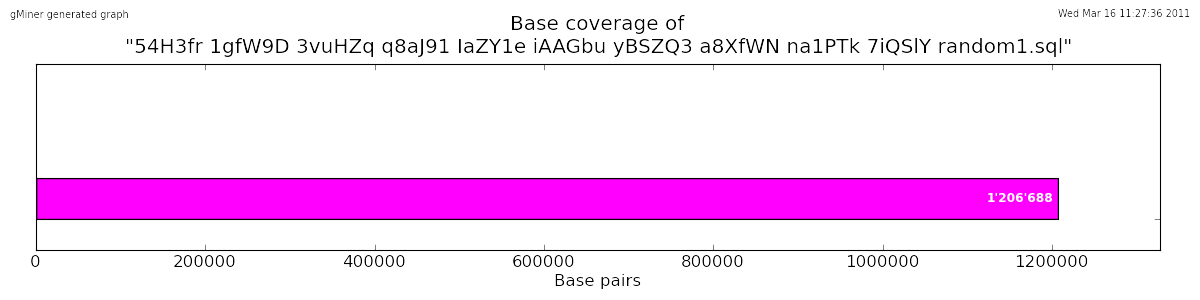 gMiner generated graph
Wed Mar 16 11:27:36 2011
Base coverage of
"54H3fr 1gfW9D 3vuHZq q8aJ91 IaZY1e iAAGbu yBSZQ3 a8XfWN na1PTk 7iQSlY random1.sql"
1'206'688
0 200000 400000 600000 800000 1000000 1200000
Base pairs